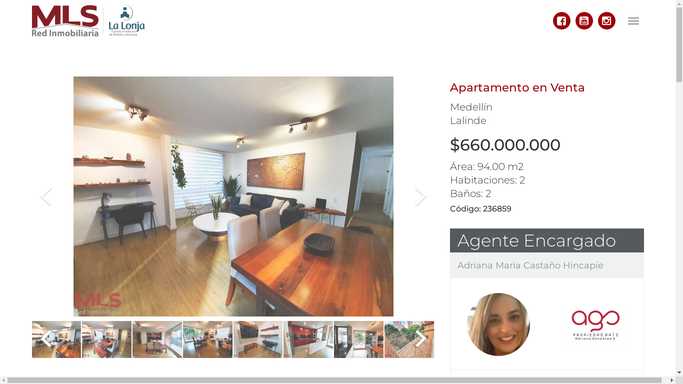 MLS
Red Inmobiliaria
La Lonja
Apartamento en Venta
Medellín
Lalinde
$660.000.000
Área: 94.00 m2
Habitaciones: 2
Baños: 2
Código: 236859
Agente Encargado
Adriana Maria Castaño Hincapie
MLS
ago